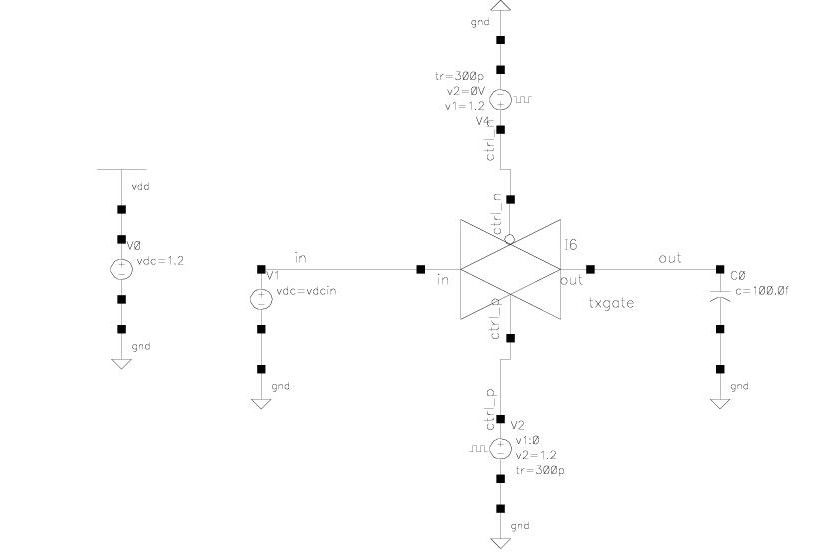 gnd
tr=300p
v2=0V
v1=1.2
V4
ctrl_n
vdd
ctrl_n
V0
vdc=1.2
in
I6
out
V1
vdc=vdcin
in
out
C0
c=100.0f
txgate
ctrl_p
gnd
gnd
gnd
ctrl_p
V2
v1:0
v2=1.2
tr=300p
gnd